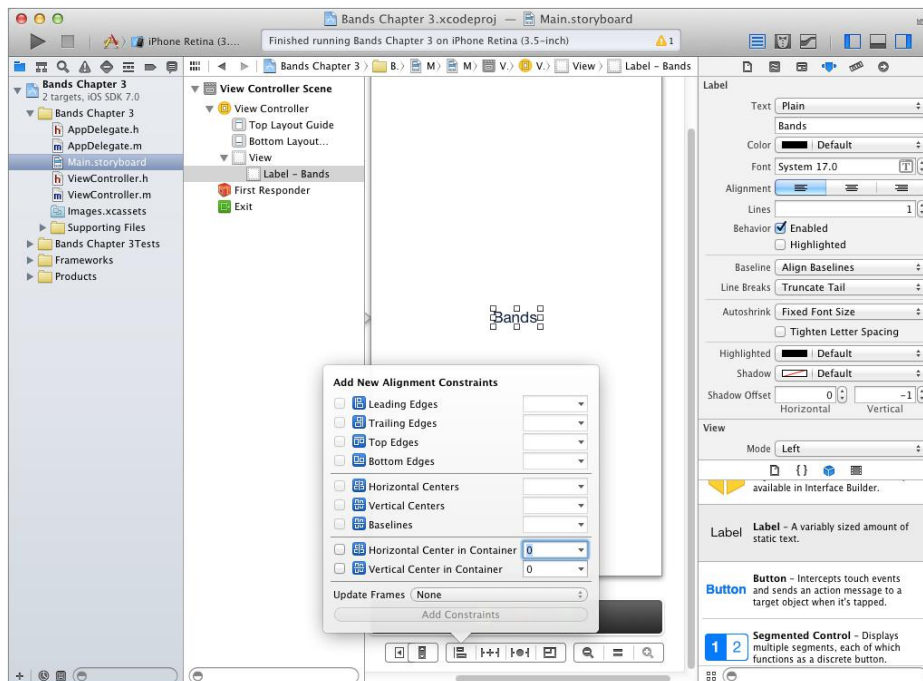 Bands Chapter 3.xcodeproj — Main.storyboard
iPhone Retina (3....
Finished running Bands Chapter 3 on iPhone Retina (3.5-inch)
1
Bands Chapter 3
B.
M
M
V.
V.
View
Label – Bands
Bands Chapter 3
2 targets, iOS SDK 7.0
Bands Chapter 3
h AppDelegate.h
m AppDelegate.m
Main.storyboard
h ViewController.h
m ViewController.m
Images.xcassets
Supporting Files
Bands Chapter 3Tests
Frameworks
Products
View Controller Scene
View Controller
Top Layout Guide
Bottom Layout...
View
Label – Bands
First Responder
Exit
Bands
Add New Alignment Constraints
Leading Edges
Trailing Edges
Top Edges
Bottom Edges
Horizontal Centers
Vertical Centers
Baselines
Horizontal Center in Container 0
Vertical Center in Container 0
Update Frames None
Add Constraints
Label
Text Plain
Bands
Color Default
Font System 17.0 T
Alignment
Lines 1
Behavior Enabled
Highlighted
Baseline Align Baselines
Line Breaks Truncate Tail
Autoshrink Fixed Font Size
Tighten Letter Spacing
Highlighted Default
Shadow Default
Shadow Offset 0 -1
Horizontal Vertical
View
Mode Left
{}
available in Interface Builder.
Label
Label – A variably sized amount of
static text.
Button
Button – Intercepts touch events
and sends an action message to a
target object when it's tapped.
1 2
Segmented Control – Displays
multiple segments, each of which
functions as a discrete button.